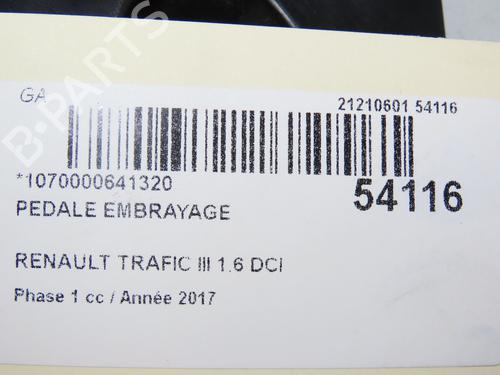 GA
21210601 54116
*1070000641320
54116
PEDALE EMBRAYAGE
RENAULT TRAFIC III 1.6 DCI
Phase 1 cc / Année 2017
B-PARTS